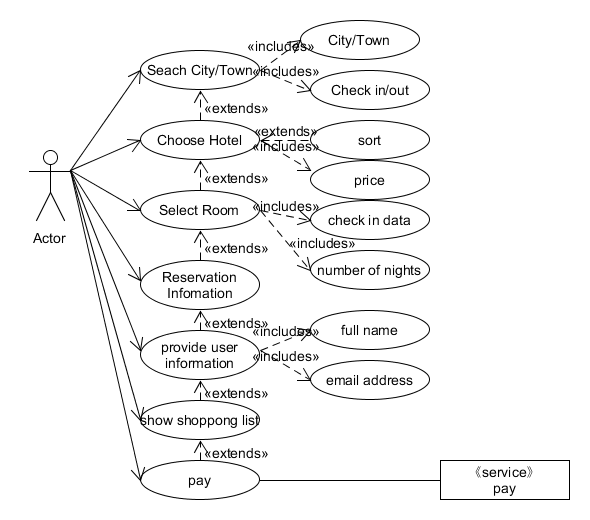 City/Town
«includes»
Seach City/Town
«includes»
Check in/out
«extends»
«extends»
Choose Hotel
sort
«includes»
price
«extends»
«includes»
Select Room
check in data
Actor
«includes»
«extends»
Reservation
Infomation
number of nights
«extends»
«includes»
full name
provide user
information
«includes»
email address
«extends»
show shoppong list
«extends»
pay
《service》
pay